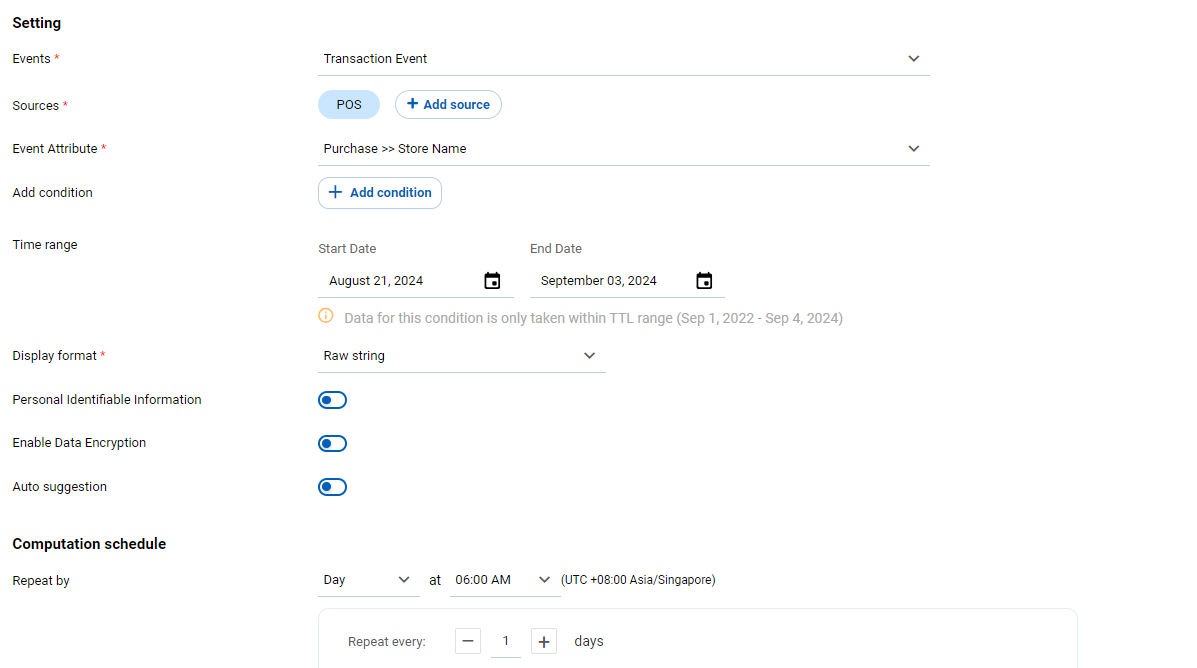 Setting
Events * Transaction Event
Sources * POS + Add source
Event Attribute * Purchase >> Store Name
Add condition + Add condition
Time range Start Date End Date
August 21, 2024 September 03, 2024
Data for this condition is only taken within TTL range (Sep 1, 2022 - Sep 4, 2024)
Display format * Raw string
Personal Identifiable Information
Enable Data Encryption
Auto suggestion
Computation schedule
Repeat by Day at 06:00 AM (UTC +08:00 Asia/Singapore)
Repeat every: − 1 + days